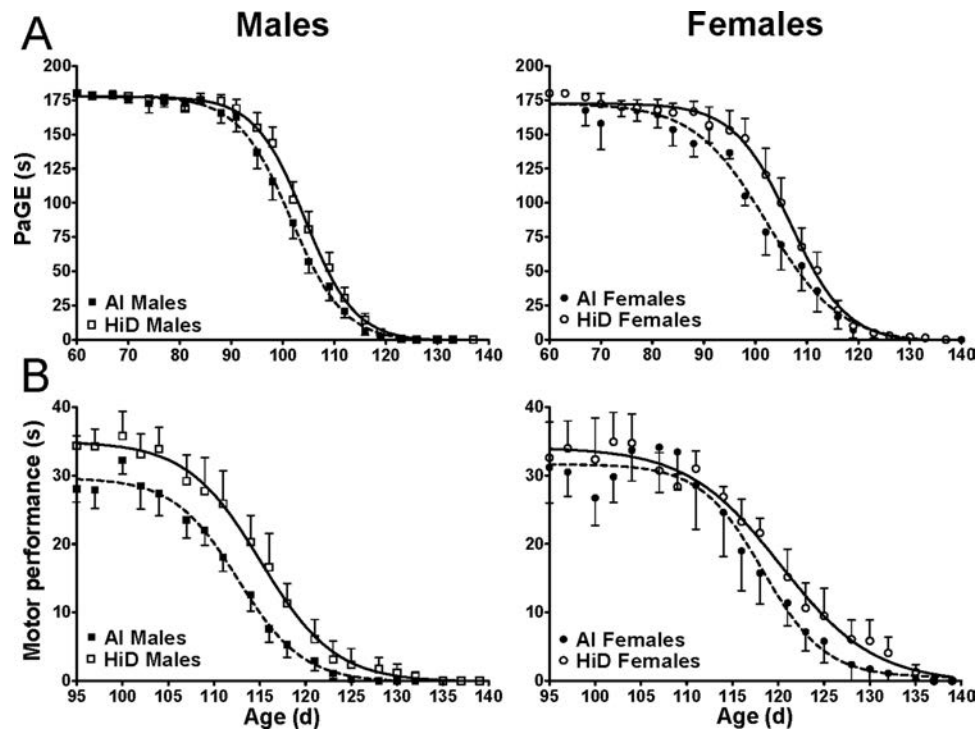 Males
Females
A
PaGE (s)
200
175
150
125
100
75
50
25
0
AI Males
HiD Males
60 70 80 90 100 110 120 130 140
200
175
150
125
100
75
50
25
0
AI Females
HiD Females
60 70 80 90 100 110 120 130 140
B
Motor performance (s)
40
30
20
10
0
AI Males
HiD Males
95 100 105 110 115 120 125 130 135 140
Age (d)
40
30
20
10
0
AI Females
HiD Females
95 100 105 110 115 120 125 130 135 140
Age (d)